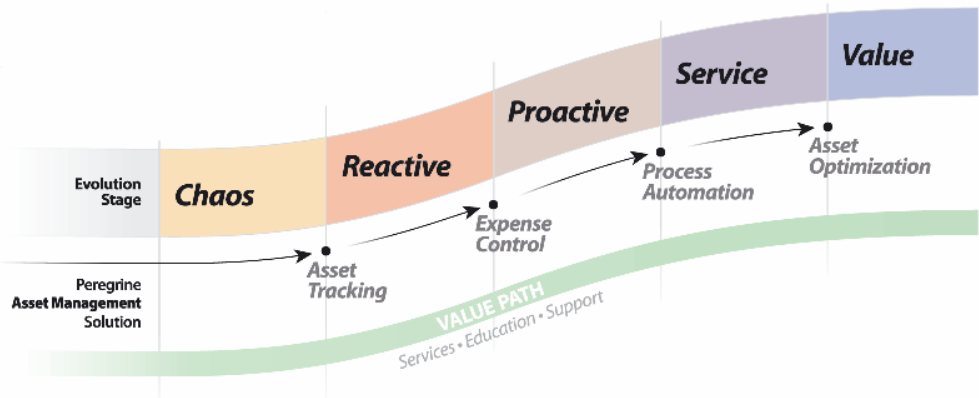 Evolution
Stage
Chaos
Reactive
Proactive
Service
Value
Peregrine
Asset Management
Solution
Asset
Tracking
Expense
Control
Process
Automation
Asset
Optimization
VALUE PATH
Services • Education • Support